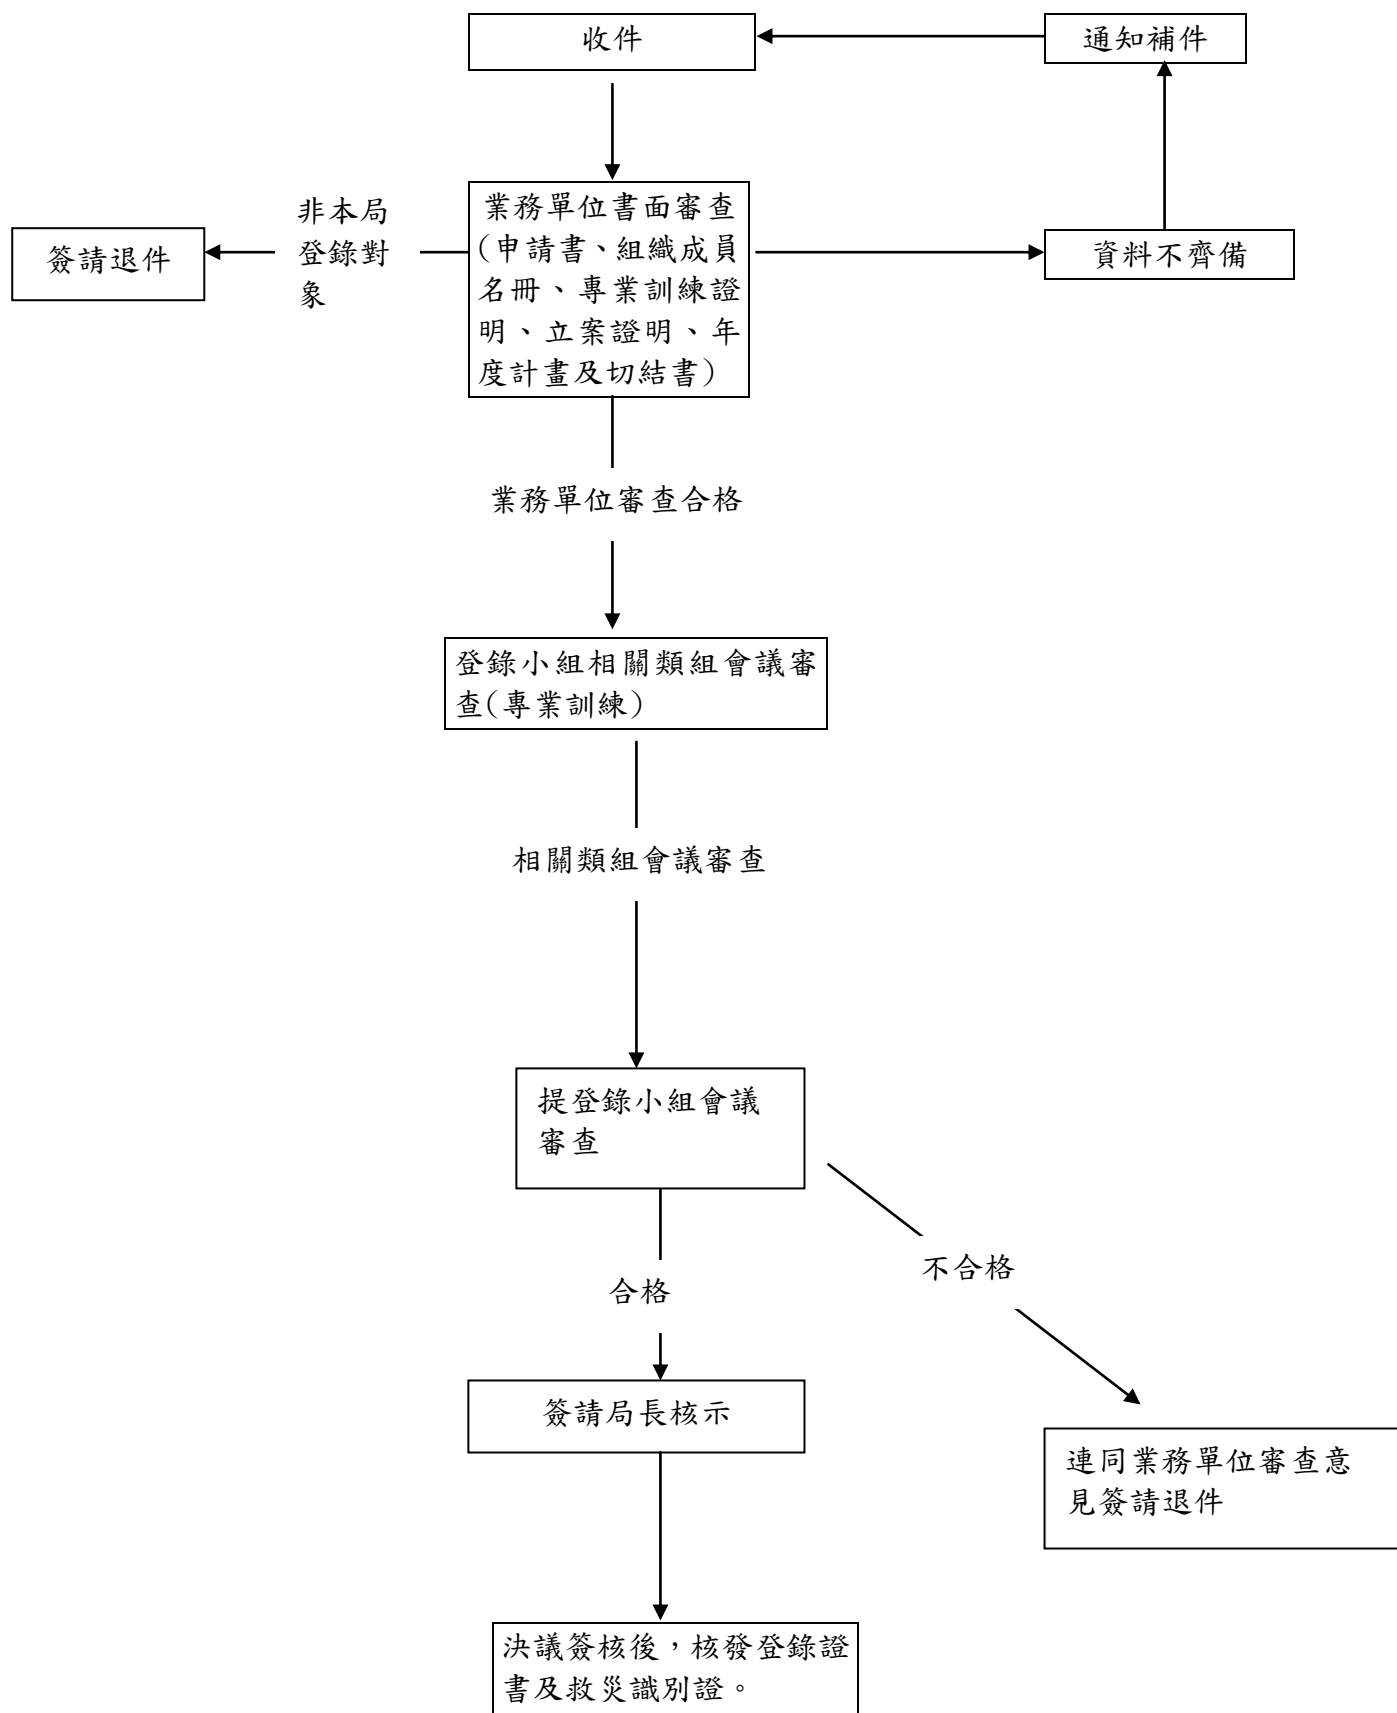 收件
通知補件
非本局
登錄對
象
簽請退件
業務單位書面審查
(申請書、組織成員
名冊、專業訓練證
明、立案證明、年
度計畫及切結書)
資料不齊備
業務單位審查合格
登錄小組相關類組會議審
查(專業訓練)
相關類組會議審查
提登錄小組會議
審查
合格
不合格
簽請局長核示
連同業務單位審查意
見簽請退件
決議簽核後，核發登錄證
書及救災識別證。